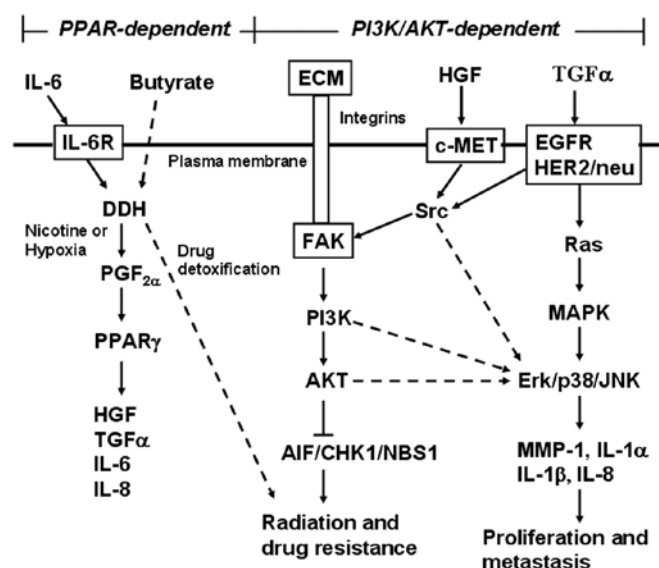 PPAR-dependent
PI3K/AKT-dependent
IL-6
Butyrate
ECM
HGF
TGFα
Integrins
IL-6R
Plasma membrane
c-MET
EGFR
HER2/neu
DDH
Src
Nicotine or
Hypoxia
Drug
detoxification
FAK
Ras
PGF2α
PI3K
MAPK
PPARγ
AKT
Erk/p38/JNK
HGF
TGFα
IL-6
IL-8
AIF/CHK1/NBS1
MMP-1, IL-1α
IL-1β, IL-8
Radiation and
drug resistance
Proliferation and
metastasis